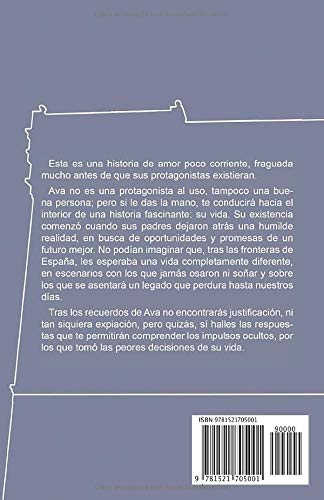 Esta es una historia de amor poco corriente, fraguada
mucho antes de que sus protagonistas existieran.
Ava no es una protagonista al uso, tampoco una bue-
na persona; pero si le das la mano, te conducirá hacia el
interior de una historia fascinante: su vida. Su existencia
comenzó cuando sus padres dejaron atrás una humilde
realidad, en busca de oportunidades y promesas de un
futuro mejor. No podían imaginar que, tras las fronteras de
España, les esperaba una vida completamente diferente,
en escenarios con los que jamás osaron ni soñar y sobre
los que se asentará un legado que perdura hasta nuestros
días.
Tras los recuerdos de Ava no encontrarás justificación, ni
tan siquiera expiación, pero quizás, sí halles las respues-
tas que te permitirán comprender los impulsos ocultos, por
los que tomó las peores decisiones de su vida.
ISBN 9781521705001
90000
9 781521 705001